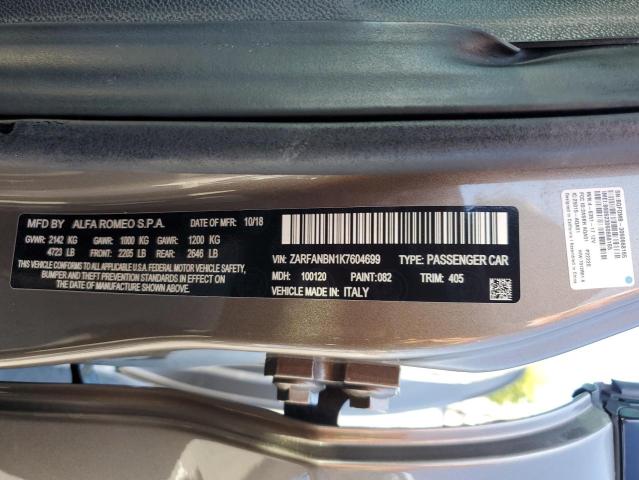 MFD BY ALFA ROMEO S.P.A. DATE OF MFR: 10/18
GVWR: 2142 KG GAWR: 1000 KG GAWR: 1200 KG
4723 LB FRONT: 2205 LB REAR: 2646 LB
THIS VEHICLE CONFORMS TO ALL APPLICABLE U.S.A. FEDERAL MOTOR VEHICLE, SAFETY,
BUMPER AND THEFT PREVENTION STANDARDS IN EFFECT ON THE DATE OF
MANUFACTURE SHOWN ABOVE.
VIN: ZARFANBN1K7604699 TYPE: PASSENGER CAR
MDH: 100120 PAINT:082 TRIM: 405
MADE IN ITALY